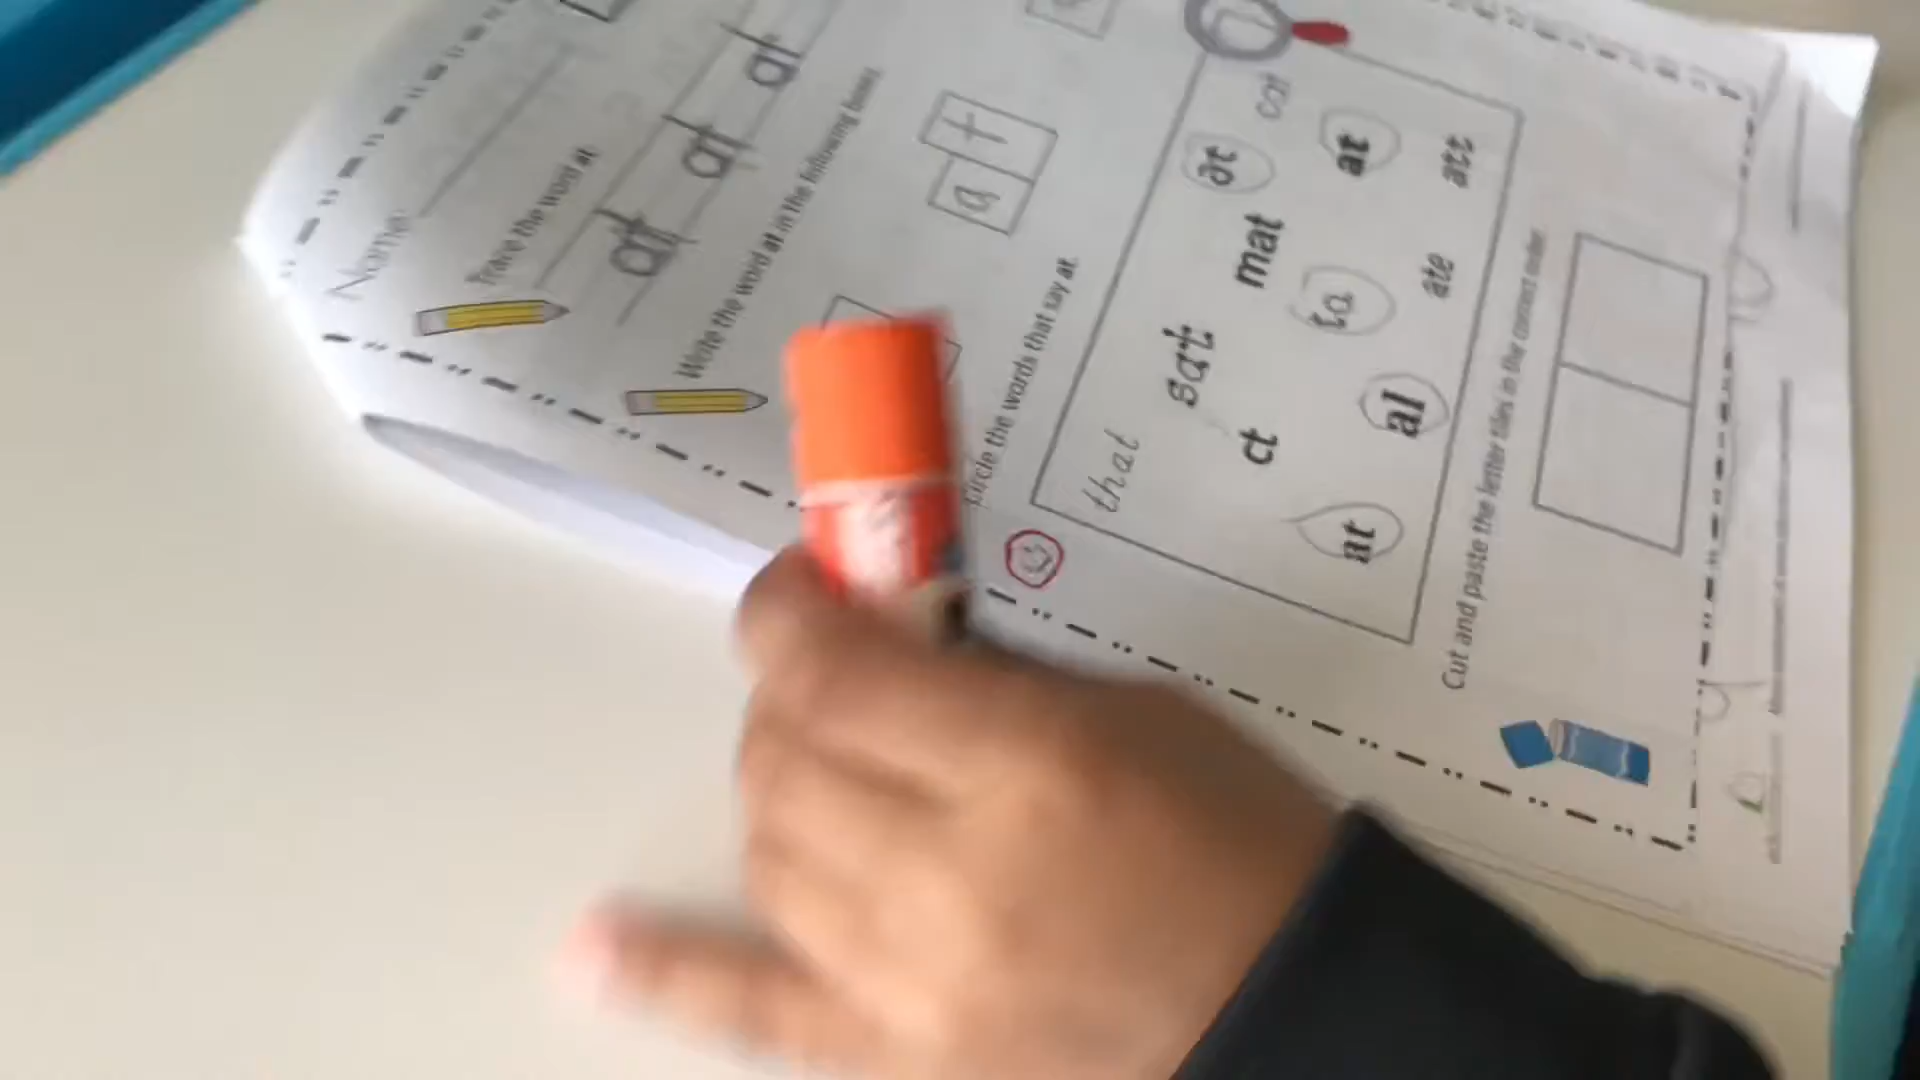 Name:
Trace the word at.
at at at
Write the word at in the following boxes.
a t
Circle the words that say at.
that sat at cat
ct mat
at al ta at
ate att
Cut and paste the letter tiles in the correct order.